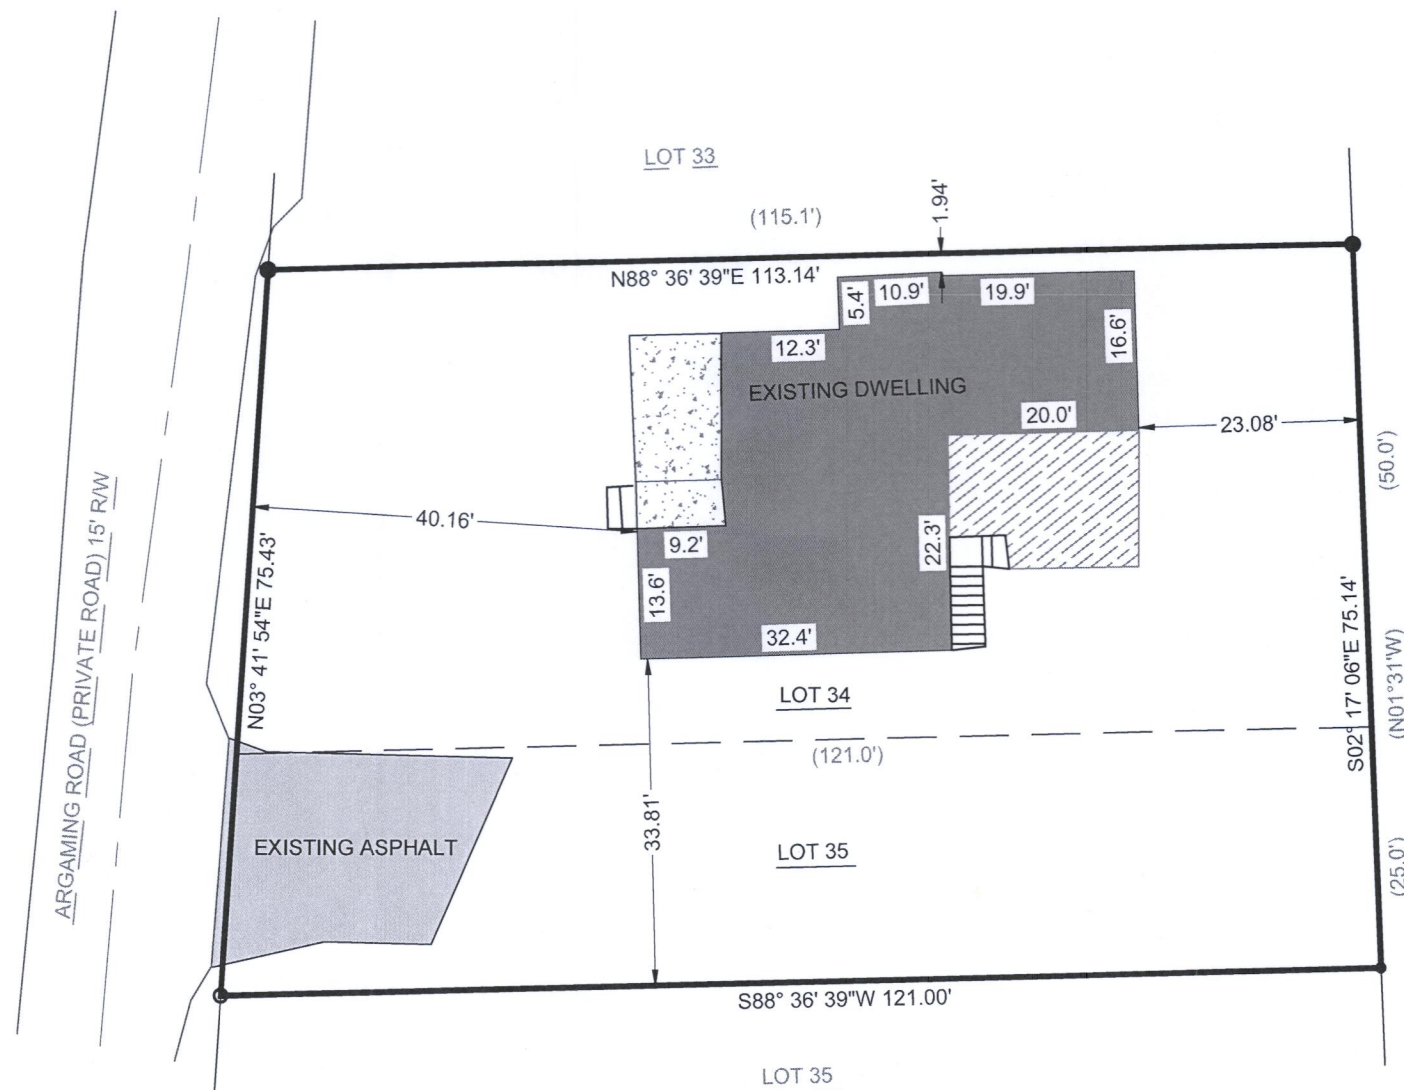 LOT 33
(115.1')
1.94'
N88° 36' 39"E 113.14'
5.4'
10.9'
19.9'
12.3'
16.6'
EXISTING DWELLING
20.0'
23.08'
(50.0')
40.16'
9.2'
22.3'
13.6'
32.4'
N03° 41' 54"E 75.43'
ARGAMING ROAD (PRIVATE ROAD) 15' R/W
S02° 17' 06"E 75.14'
(N01°31'W)
LOT 34
(121.0')
33.81'
EXISTING ASPHALT
LOT 35
(25.0')
S88° 36' 39"W 121.00'
LOT 35